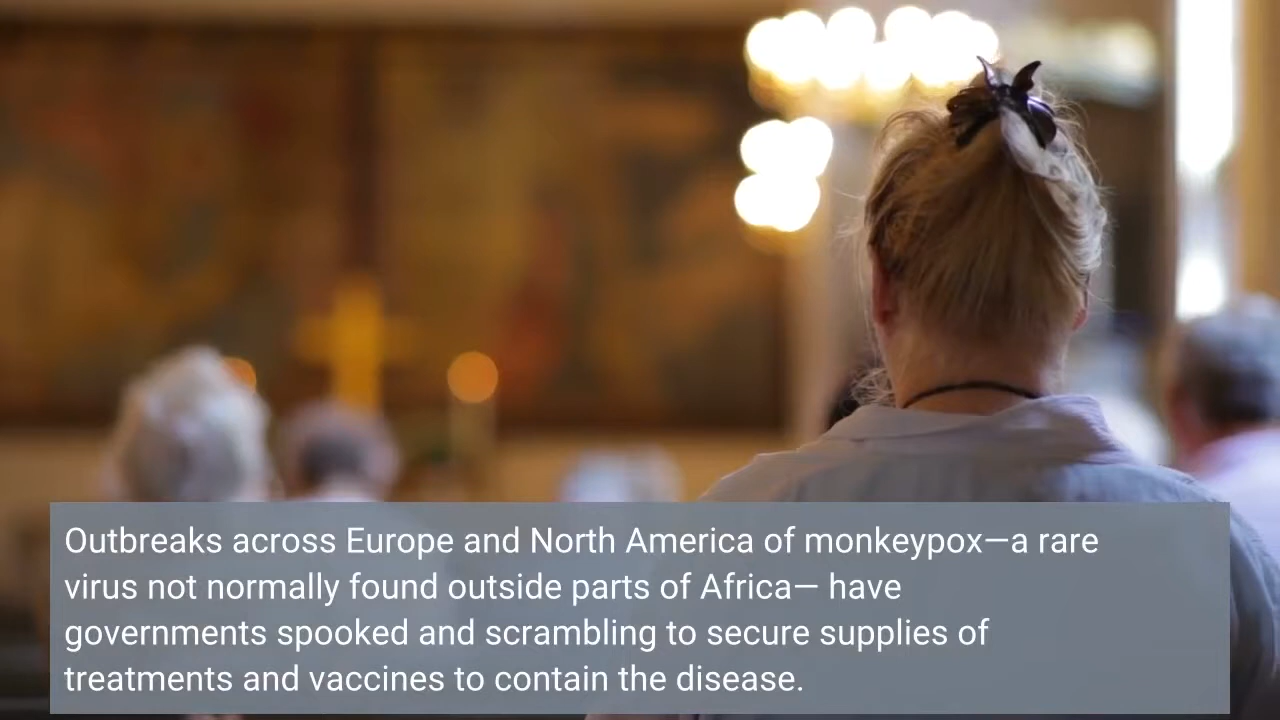 Outbreaks across Europe and North America of monkeypox—a rare
virus not normally found outside parts of Africa— have
governments spooked and scrambling to secure supplies of
treatments and vaccines to contain the disease.